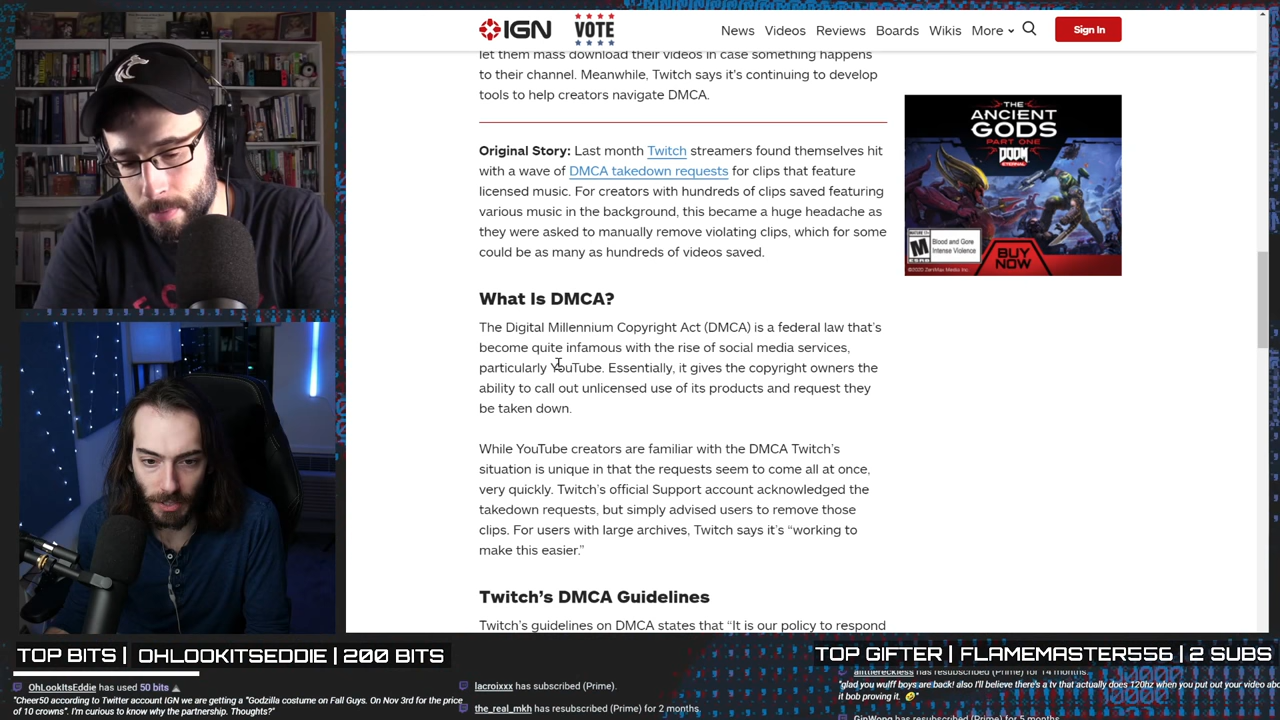 IGN
VOTE
News Videos Reviews Boards Wikis More
Sign In
let them mass download their videos in case something happens
to their channel. Meanwhile, Twitch says it's continuing to develop
tools to help creators navigate DMCA.
Original Story: Last month Twitch streamers found themselves hit
with a wave of DMCA takedown requests for clips that feature
licensed music. For creators with hundreds of clips saved featuring
various music in the background, this became a huge headache as
they were asked to manually remove violating clips, which for some
could be as many as hundreds of videos saved.
THE
ANCIENT
GODS
PART ONE
DOOM
ETERNAL
MATURE 17+
M
ESRB
Blood and Gore
Intense Violence
BUY
NOW
©2020 ZeniMax Media Inc.
What Is DMCA?
The Digital Millennium Copyright Act (DMCA) is a federal law that's
become quite infamous with the rise of social media services,
particularly YouTube. Essentially, it gives the copyright owners the
ability to call out unlicensed use of its products and request they
be taken down.
While YouTube creators are familiar with the DMCA Twitch's
situation is unique in that the requests seem to come all at once,
very quickly. Twitch's official Support account acknowledged the
takedown requests, but simply advised users to remove those
clips. For users with large archives, Twitch says it's “working to
make this easier.”
Twitch's DMCA Guidelines
Twitch's guidelines on DMCA states that “It is our policy to respond
TOP BITS | OHLOOKITSEDDIE | 200 BITS
TOP GIFTER | FLAMEMASTER556 | 2 SUBS
OhLookItsEddie has used 50 bits
"Cheer50 according to Twitter account IGN we are getting a "Godzilla costume on Fall Guys. On Nov 3rd for the price
of 10 crowns". I'm curious to know why the partnership. Thoughts?"
lacroixxx has subscribed (Prime).
the_real_mkh has resubscribed (Prime) for 2 months.
has resubscribed (Prime) for 14 months.
"glad you wulff boys are back! also I'll believe there's a tv that actually does 120hz when you put out your video abo
it bob proving it.
GinWong has resubscribed (Prime) for 5 months.